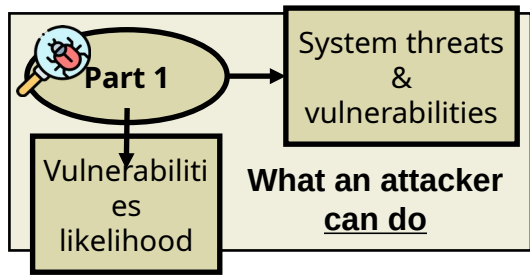 Part 1
System threats
&
vulnerabilities
Vulnerabiliti
es
likelihood
What an attacker
can do